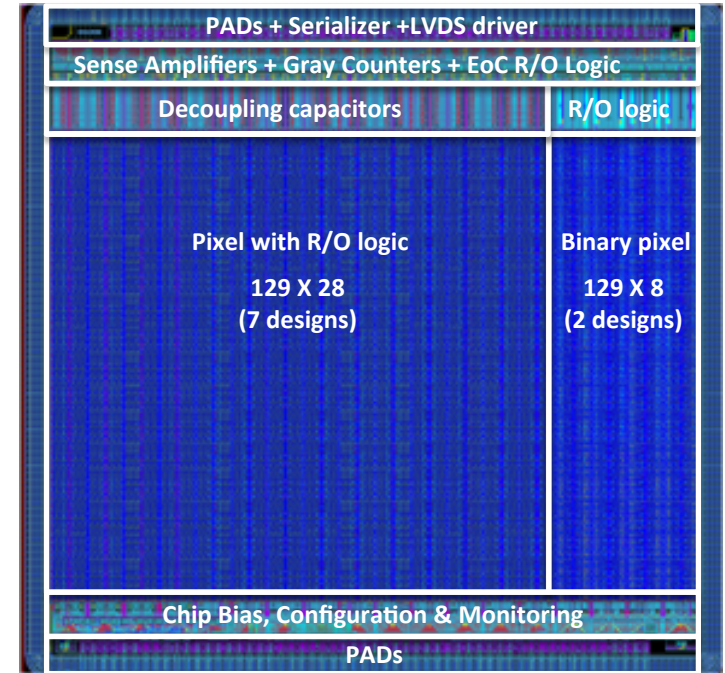 PADs + Serializer +LVDS driver
Sense Amplifiers + Gray Counters + EoC R/O Logic
Decoupling capacitors
R/O logic
Pixel with R/O logic
129 X 28
(7 designs)
Binary pixel
129 X 8
(2 designs)
Chip Bias, Configuration & Monitoring
PADs